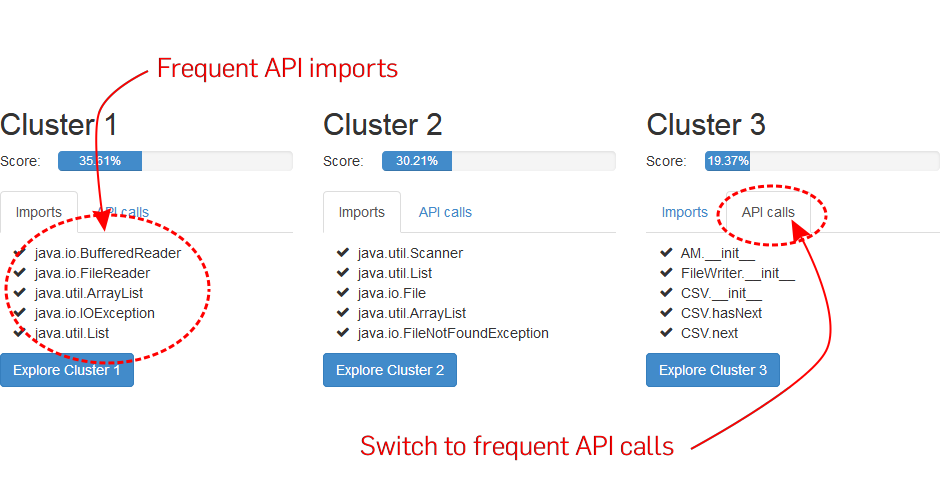 Frequent API imports
Cluster 1
Score: 35.61%
Imports API calls
java.io.BufferedReader
java.io.FileReader
java.util.ArrayList
java.io.IOException
java.util.List
Explore Cluster 1
Cluster 2
Score: 30.21%
Imports API calls
java.util.Scanner
java.util.List
java.io.File
java.util.ArrayList
java.io.FileNotFoundException
Explore Cluster 2
Cluster 3
Score: 19.37%
Imports API calls
AM.__init__
FileWriter.__init__
CSV.__init__
CSV.hasNext
CSV.next
Explore Cluster 3
Switch to frequent API calls